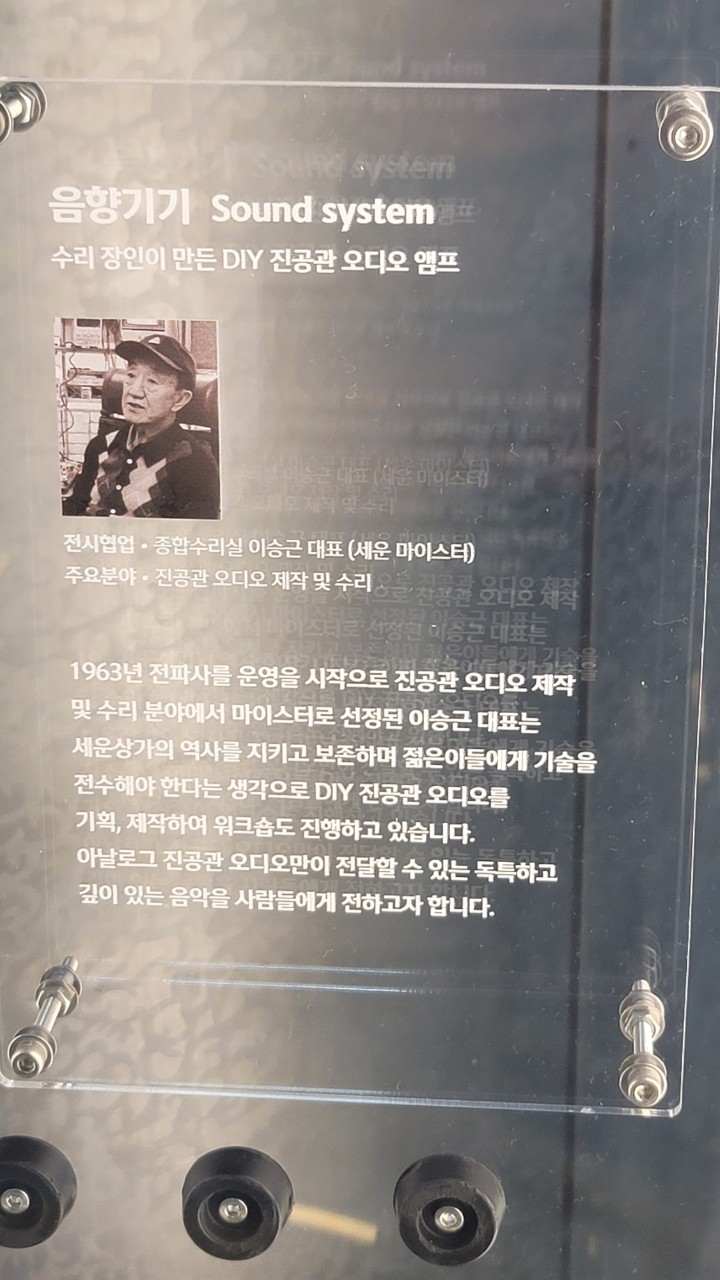 음향기기 Sound system
수리 장인이 만든 DIY 진공관 오디오 앰프
전시협업 • 종합수리실 이승근 대표 (세운 마이스터)
주요분야 • 진공관 오디오 제작 및 수리
1963년 전파사를 운영을 시작으로 진공관 오디오 제작
및 수리 분야에서 마이스터로 선정된 이승근 대표는
세운상가의 역사를 지키고 보존하며 젊은이들에게 기술을
전수해야 한다는 생각으로 DIY 진공관 오디오를
기획, 제작하여 워크숍도 진행하고 있습니다.
아날로그 진공관 오디오만이 전달할 수 있는 독특하고
깊이 있는 음악을 사람들에게 전하고자 합니다.